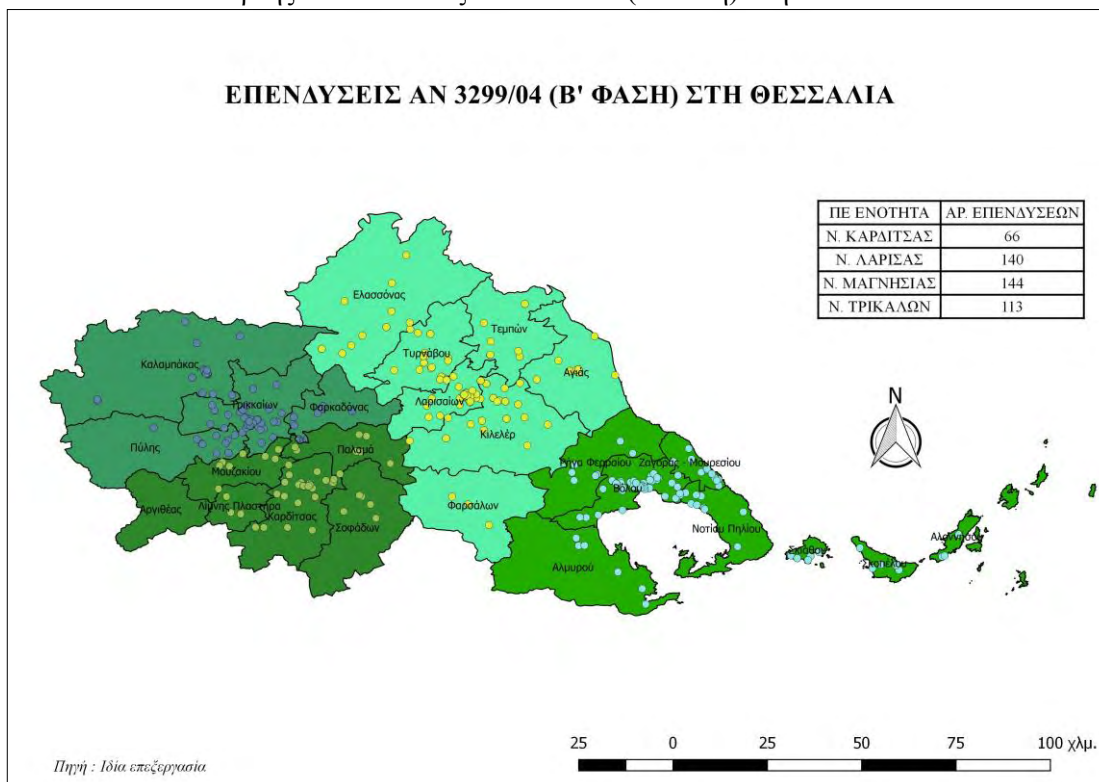 ΕΠΕΝΔΥΣΕΙΣ ΑΝ 3299/04 (Β' ΦΑΣΗ) ΣΤΗ ΘΕΣΣΑΛΙΑ
ΠΕ ΕΝΟΤΗΤΑ ΑΡ. ΕΠΕΝΔΥΣΕΩΝ
Ν. ΚΑΡΔΙΤΣΑΣ 66
Ν. ΛΑΡΙΣΑΣ 140
Ν. ΜΑΓΝΗΣΙΑΣ 144
Ν. ΤΡΙΚΑΛΩΝ 113
Ελασσόνας
Τεμπών
Τυρνάβου
Καλαμπάκας
Αγιάς
Λαρισαίων
Τρικκαίων
Φαρκαδόνας
Κιλελέρ
Πύλης
Παλαμά
Ρήγα Φερραίου
Ζαγοράς - Μουρεσίου
Μουζακίου
Βόλου
Αργιθέας
Λίμνης Πλαστήρα
Καρδίτσας
Σοφάδων
Φαρσάλων
Νοτίου Πηλίου
Αλμυρού
Σκιάθου
Σκοπέλου
Αλοννήσου
N
25 0 25 50 75 100 χλμ.
Πηγή : Ιδία επεξεργασία